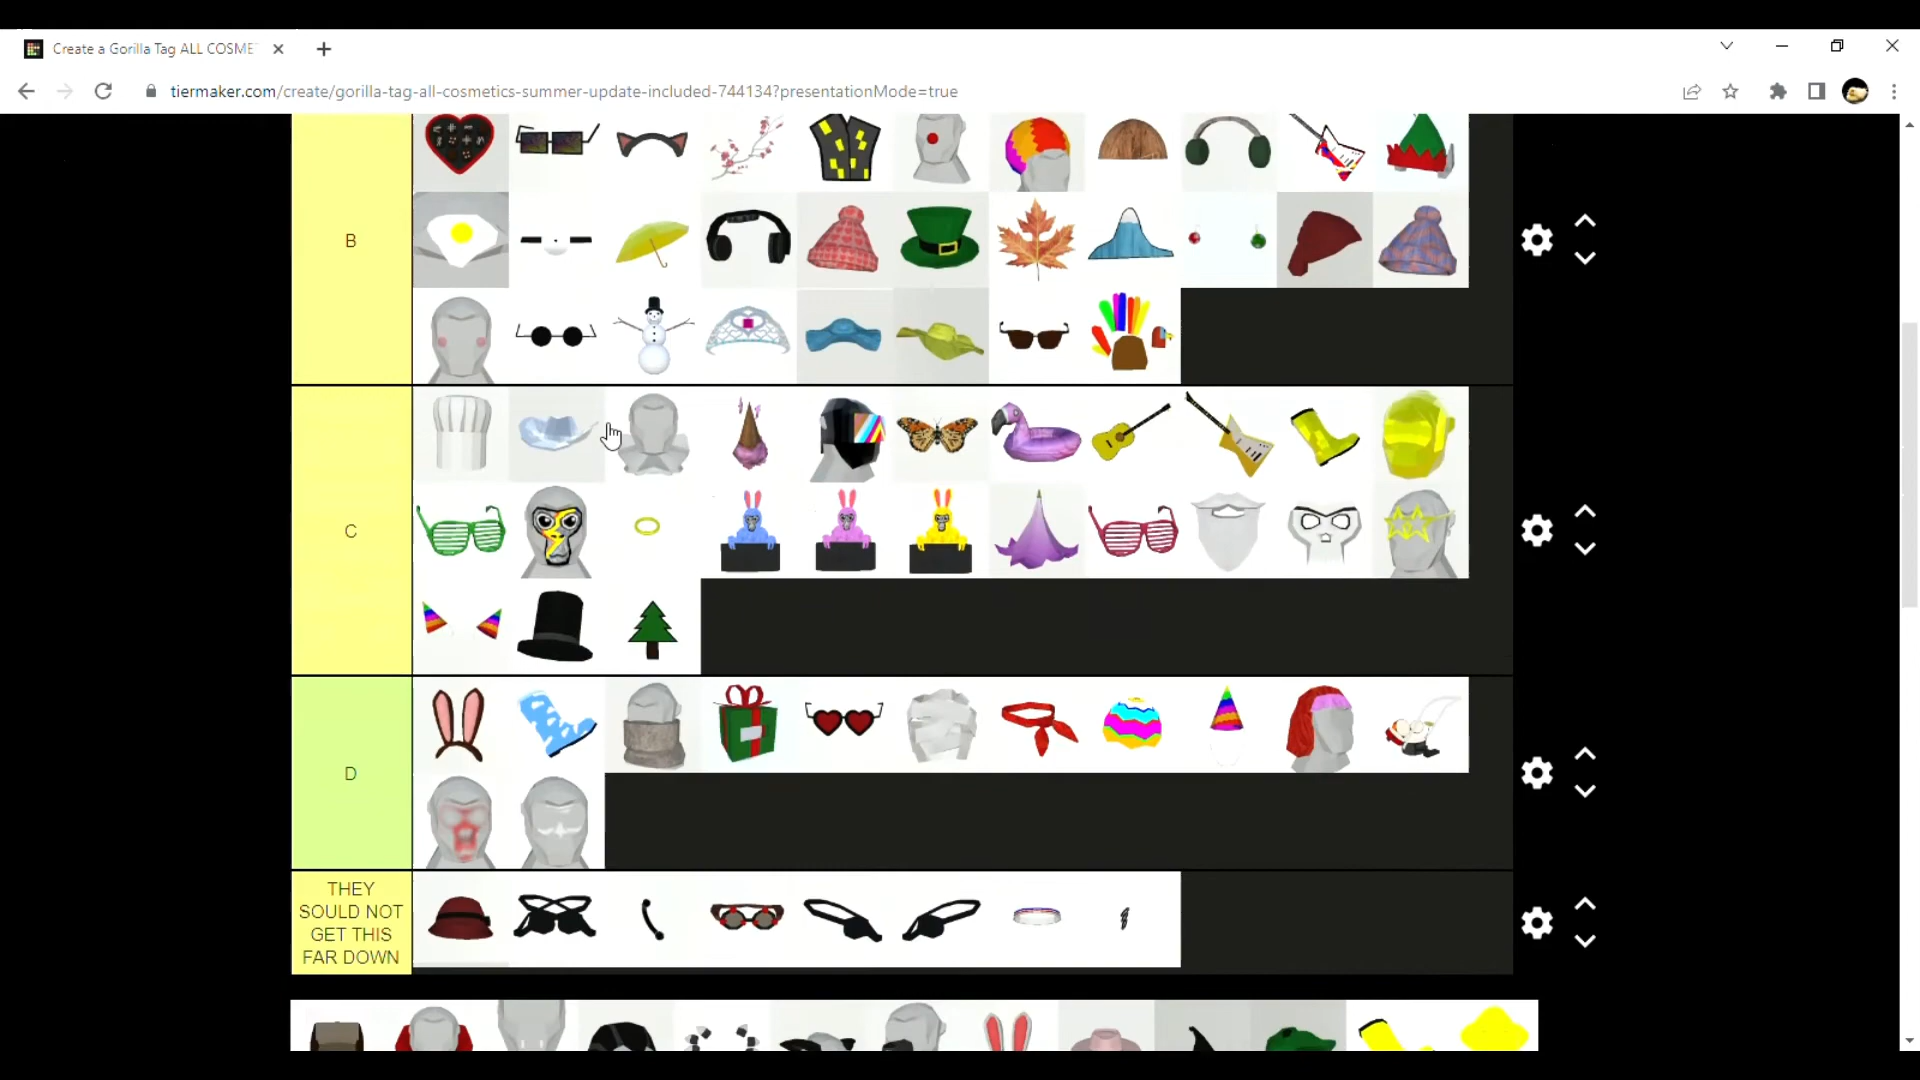 Create a Gorilla Tag ALL COSME
tiermaker.com/create/gorilla-tag-all-cosmetics-summer-update-included-744134?presentationMode=true
B
C
D
THEY
SOULD NOT
GET THIS
FAR DOWN